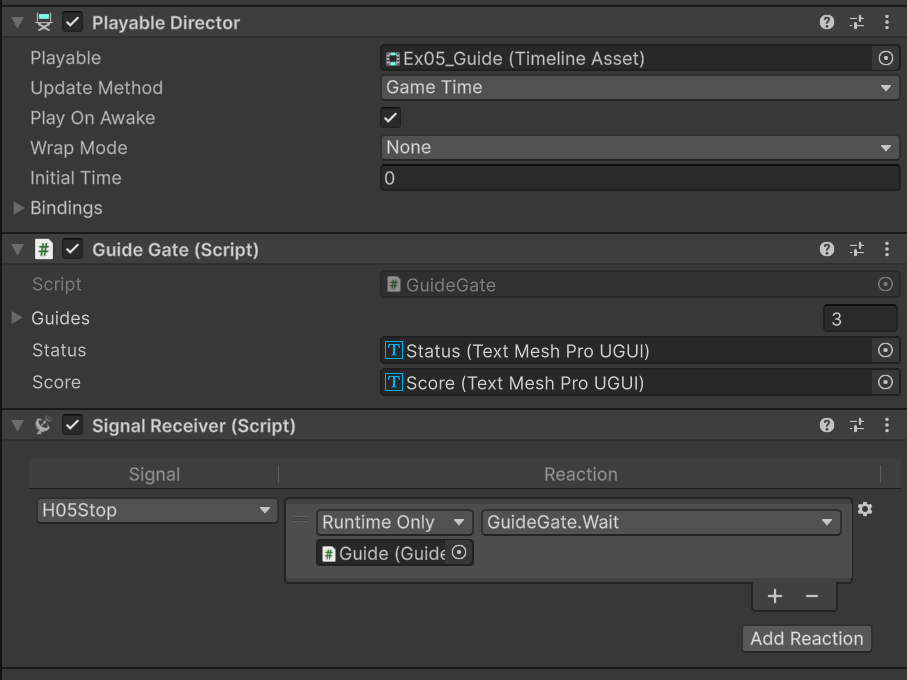 Playable Director
Playable Ex05_Guide (Timeline Asset)
Update Method Game Time
Play On Awake
Wrap Mode None
Initial Time 0
Bindings
# Guide Gate (Script)
Script # GuideGate
Guides 3
Status T Status (Text Mesh Pro UGUI)
Score T Score (Text Mesh Pro UGUI)
Signal Receiver (Script)
Signal Reaction
H05Stop Runtime Only GuideGate.Wait
# Guide (Guide
+ −
Add Reaction